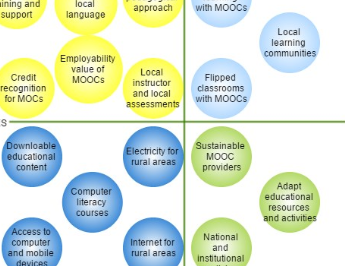 ining and
support
local
language
approach
with MOOCs
Local
learning
communities
Employability
value of
MOOCs
Credit
recognition
for MOCs
Local
instructor
and local
assessments
Flipped
classrooms
with MOOCs
S
Downloable
educational
content
Electricity for
rural areas
Sustainable
MOOC
providers
Computer
literacy
courses
Adapt
educational
resources
and activities
Access to
computer
and mobile
devices
Internet for
rural areas
National
and
institutional